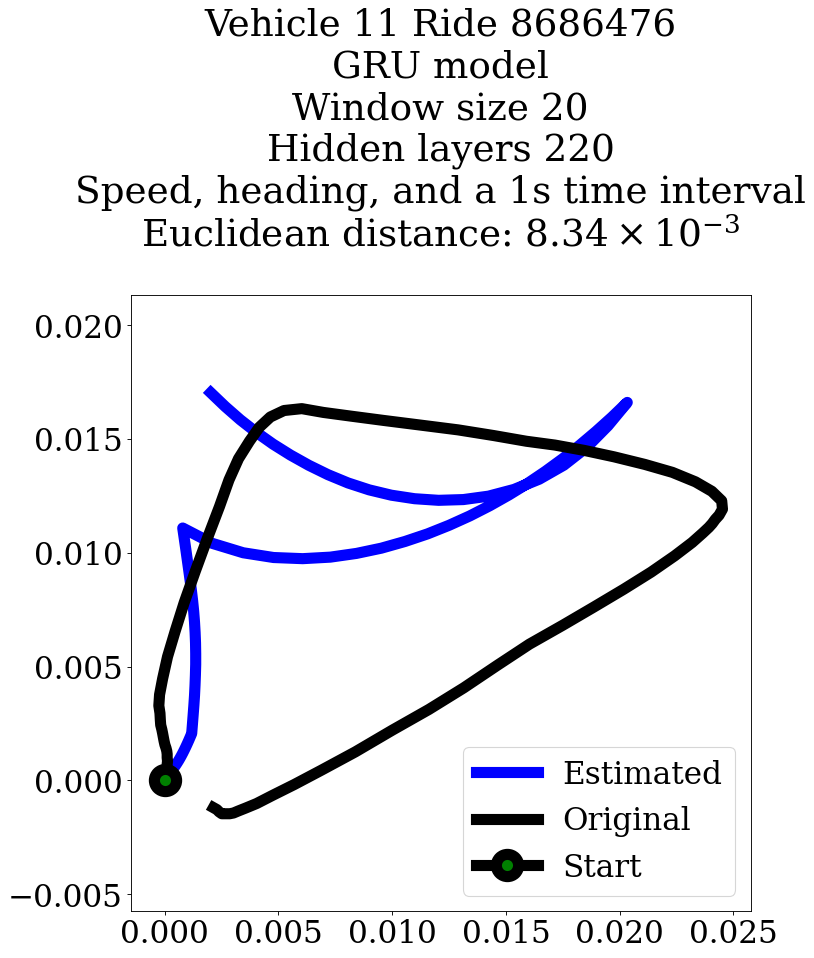 Vehicle 11 Ride 8686476
GRU model
Window size 20
Hidden layers 220
Speed, heading, and a 1s time interval
Euclidean distance: 8.34 × 10⁻³
0.020
0.015
0.010
0.005
0.000
−0.005
Estimated
Original
Start
0.000 0.005 0.010 0.015 0.020 0.025